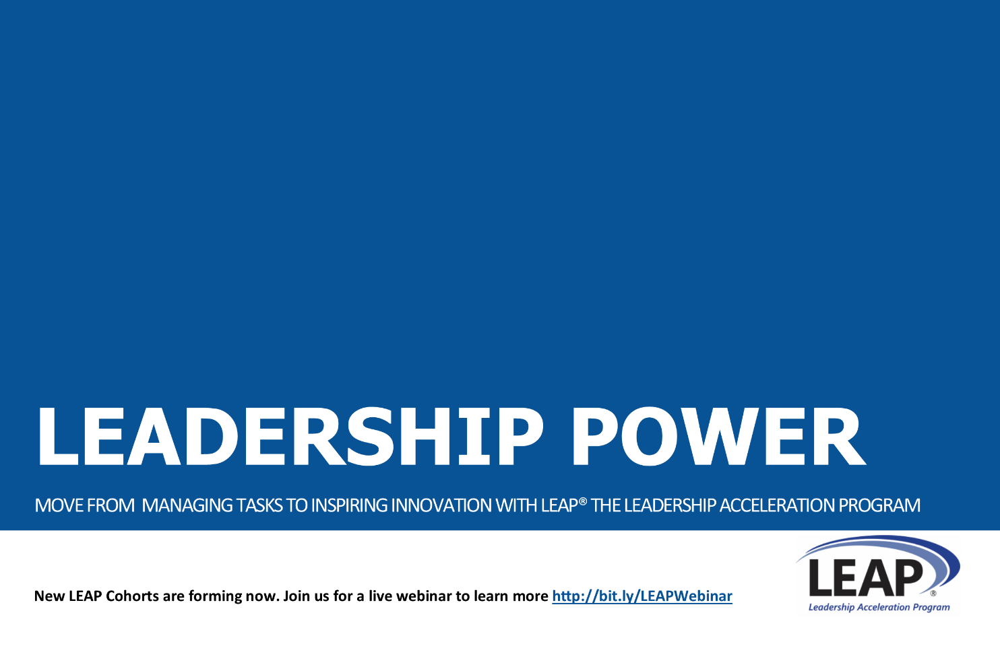 LEADERSHIP POWER
MOVE FROM  MANAGING TASKS TO INSPIRING INNOVATION WITH LEAP® THE LEADERSHIP ACCELERATION PROGRAM
New LEAP Cohorts are forming now. Join us for a live webinar to learn more http://bit.ly/LEAPWebinar
LEAP®
Leadership Acceleration Program